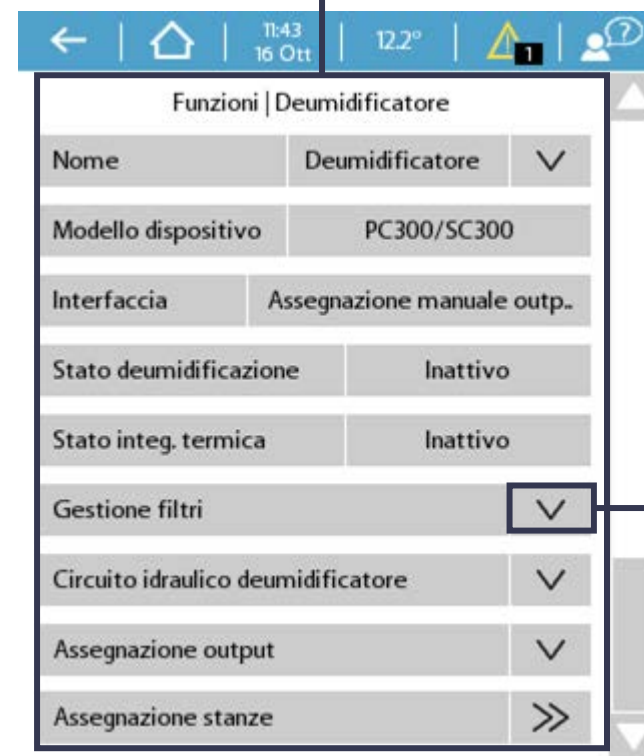 11:43
16 Ott
12.2°
1
?
Funzioni | Deumidificatore
Nome Deumidificatore
Modello dispositivo PC300/SC300
Interfaccia Assegnazione manuale outp..
Stato deumidificazione Inattivo
Stato integ. termica Inattivo
Gestione filtri
Circuito idraulico deumidificatore
Assegnazione output
Assegnazione stanze